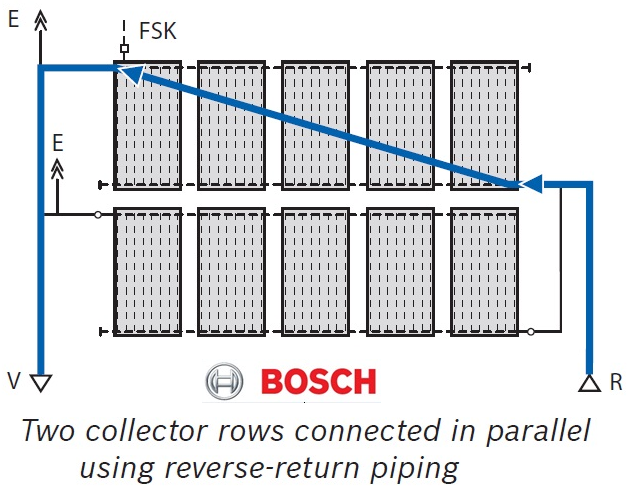 E
FSK
E
V
R
BOSCH
Two collector rows connected in parallel
using reverse-return piping